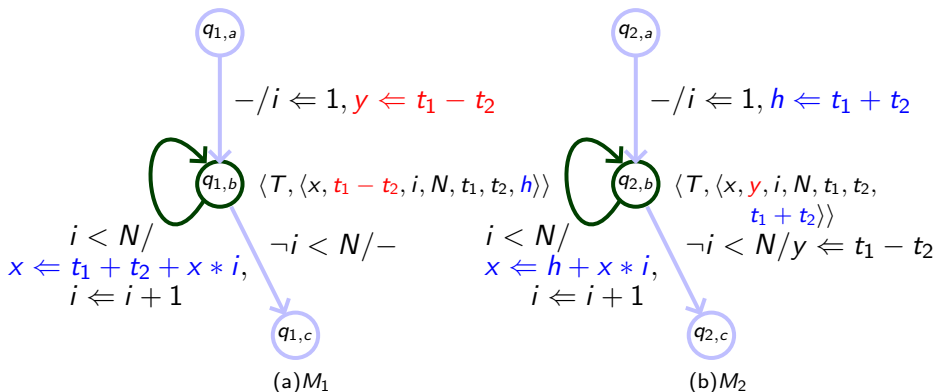 q₁,ₐ
−/i ⇐ 1, y ⇐ t₁ − t₂
q₁,b
⟨T, ⟨x, t₁ − t₂, i, N, t₁, t₂, h⟩⟩
i < N/
x ⇐ t₁ + t₂ + x * i,
i ⇐ i + 1
¬i < N/−
q₁,c
(a)M₁
q₂,ₐ
−/i ⇐ 1, h ⇐ t₁ + t₂
q₂,b
⟨T, ⟨x, y, i, N, t₁, t₂,
t₁ + t₂⟩⟩
i < N/
x ⇐ h + x * i,
i ⇐ i + 1
¬i < N/y ⇐ t₁ − t₂
q₂,c
(b)M₂